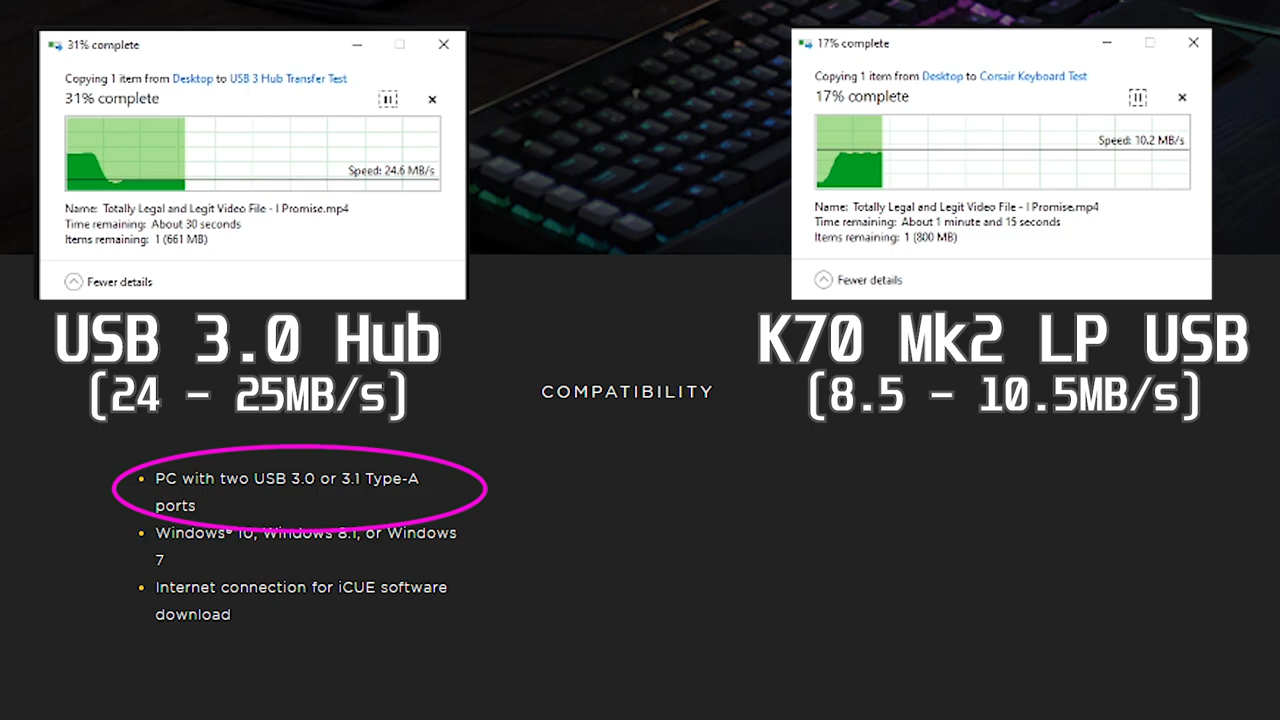 31% complete
Copying 1 item from Desktop to USB 3 Hub Transfer Test
31% complete
Speed: 24.6 MB/s
Name: Totally Legal and Legit Video File - I Promise.mp4
Time remaining: About 30 seconds
Items remaining: 1 (661 MB)
Fewer details
USB 3.0 Hub
(24 - 25MB/s)
17% complete
Copying 1 item from Desktop to Corsair Keyboard Test
17% complete
Speed: 10.2 MB/s
Name: Totally Legal and Legit Video File - I Promise.mp4
Time remaining: About 1 minute and 15 seconds
Items remaining: 1 (800 MB)
Fewer details
K70 Mk2 LP USB
(8.5 - 10.5MB/s)
COMPATIBILITY
• PC with two USB 3.0 or 3.1 Type-A
ports
• Windows® 10, Windows 8.1, or Windows
7
• Internet connection for iCUE software
download